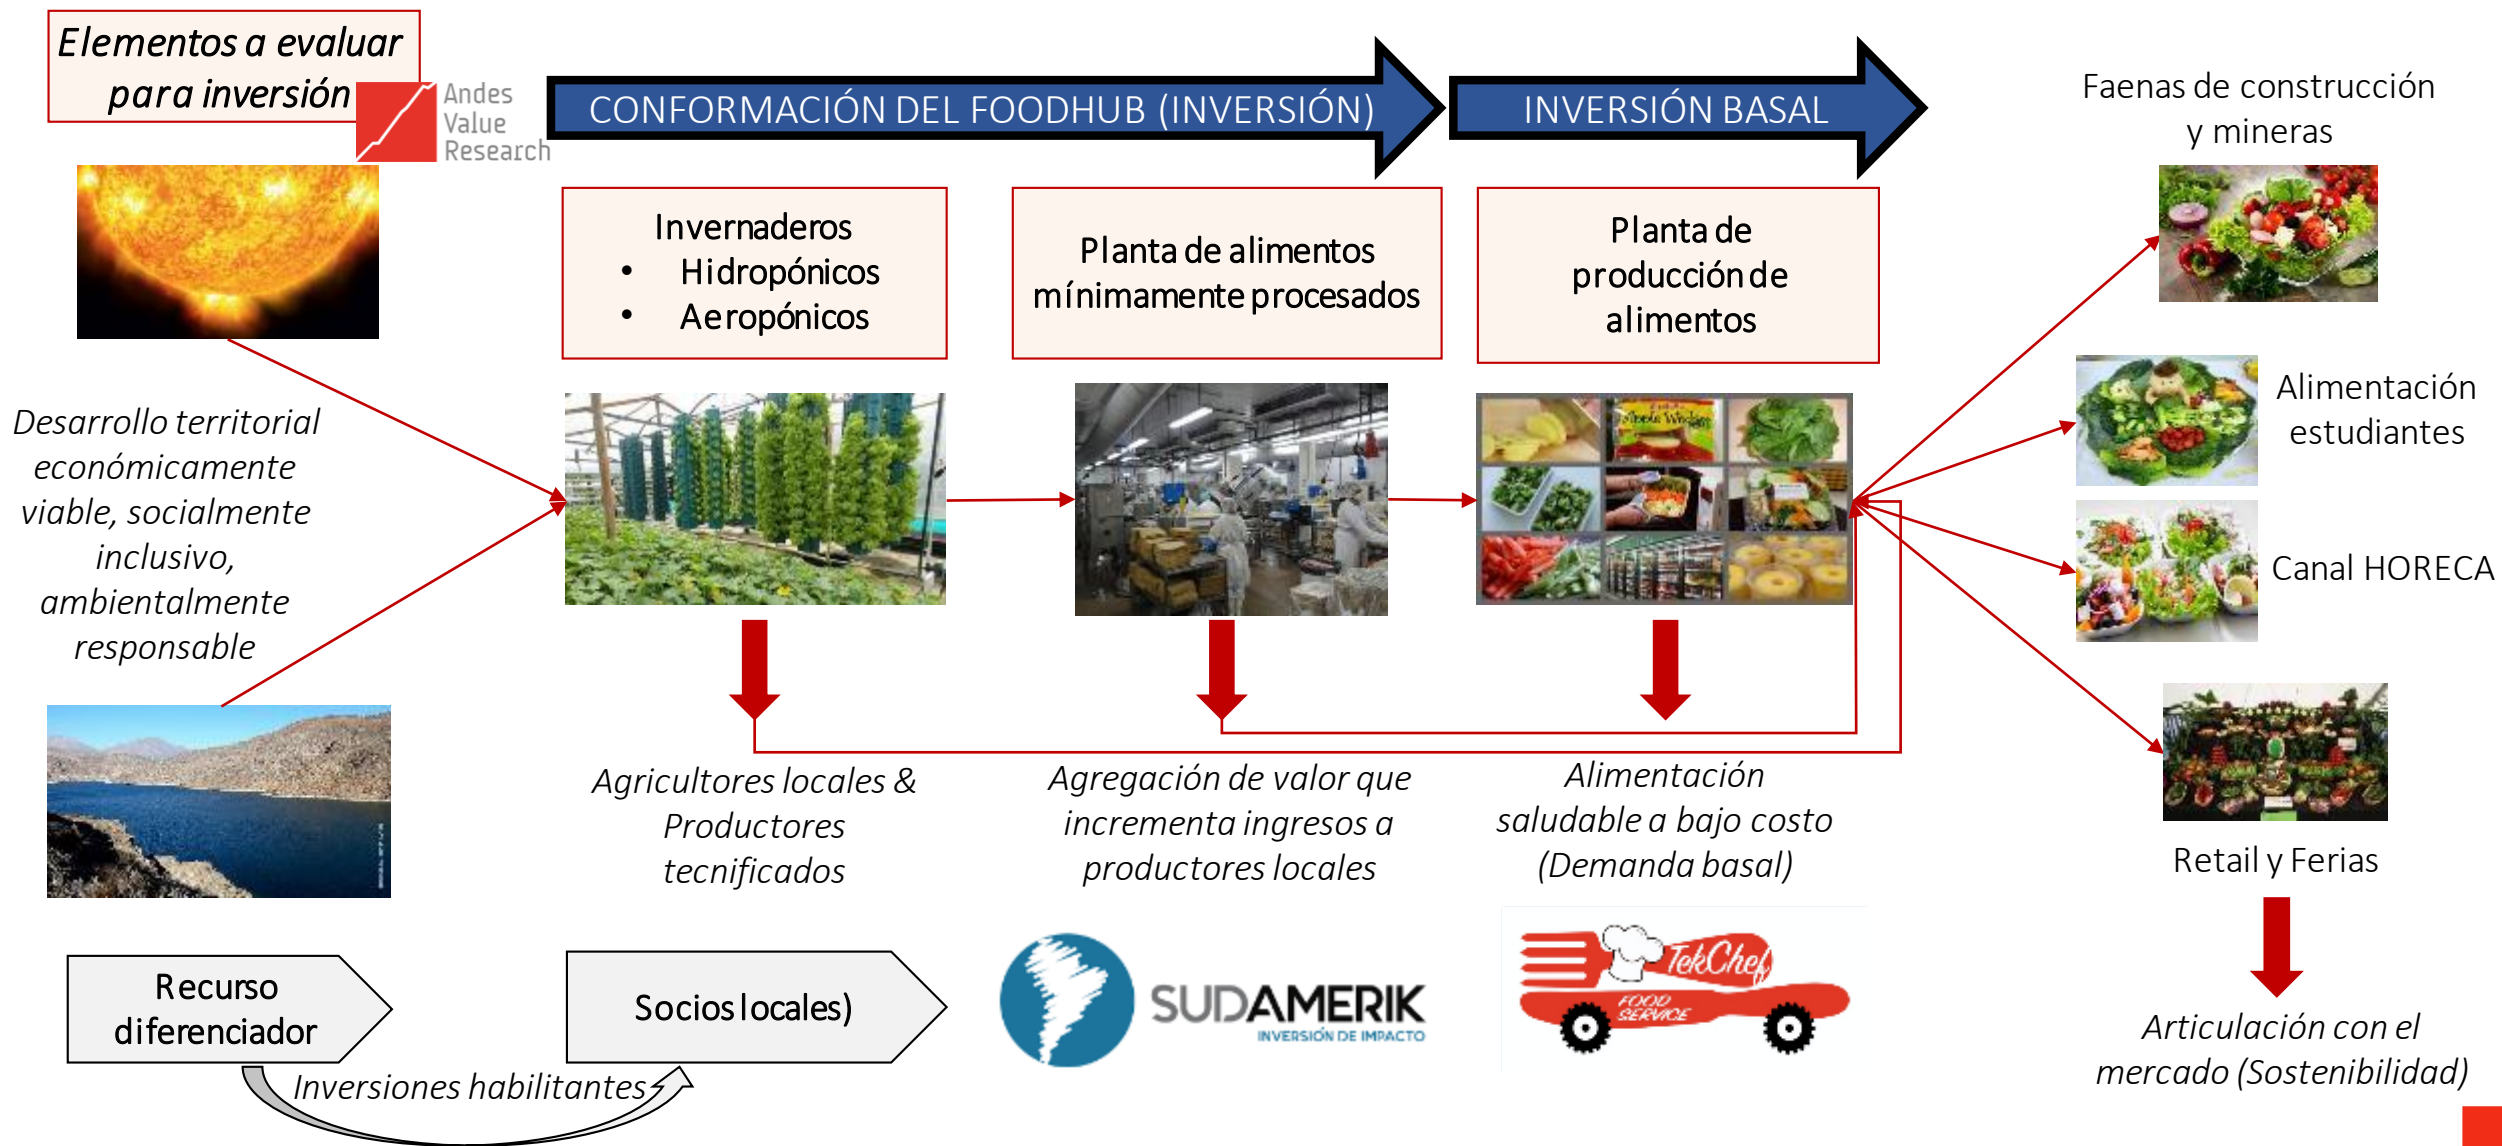 Elementos a evaluar
para inversión
Andes
Value
Research
CONFORMACIÓN DEL FOODHUB (INVERSIÓN)
INVERSIÓN BASAL
Faenas de construcción
y mineras
Invernaderos
• Hidropónicos
• Aeropónicos
Planta de alimentos
mínimamente procesados
Planta de
producción de
alimentos
Desarrollo territorial
económicamente
viable, socialmente
inclusivo,
ambientalmente
responsable
Alimentación
estudiantes
Canal HORECA
Agricultores locales &
Productores
tecnificados
Agregación de valor que
incrementa ingresos a
productores locales
Alimentación
saludable a bajo costo
(Demanda basal)
Retail y Ferias
Recurso
diferenciador
Socios locales)
SUDAMERIK
INVERSIÓN DE IMPACTO
TekChef
FOOD
SERVICE
Inversiones habilitantes
Articulación con el
mercado (Sostenibilidad)